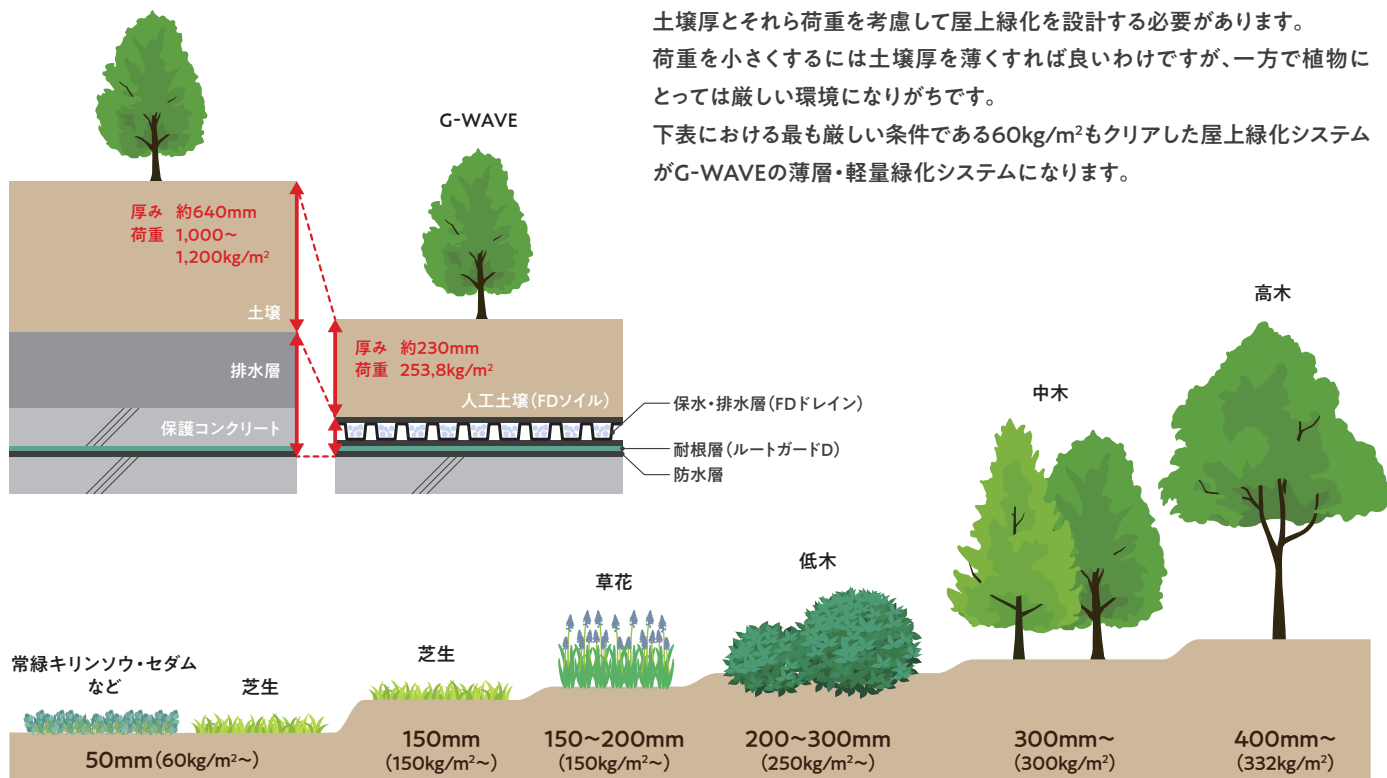 土壌厚とそれら荷重を考慮して屋上緑化を設計する必要があります。
荷重を小さくするには土壌厚を薄くすれば良いわけですが、一方で植物に
とっては厳しい環境になりがちです。
下表における最も厳しい条件である60kg/m²もクリアした屋上緑化システム
がG-WAVEの薄層・軽量緑化システムになります。
厚み 約640mm
荷重 1,000〜
1,200kg/m²
土壌
排水層
保護コンクリート
G-WAVE
厚み 約230mm
荷重 253,8kg/m²
人工土壌(FDソイル)
保水・排水層(FDドレイン)
耐根層(ルートガードD)
防水層
常緑キリンソウ・セダム
など
芝生
芝生
草花
低木
中木
高木
50mm(60kg/m²〜)
150mm
(150kg/m²〜)
150〜200mm
(150kg/m²〜)
200〜300mm
(250kg/m²〜)
300mm〜
(300kg/m²)
400mm〜
(332kg/m²)